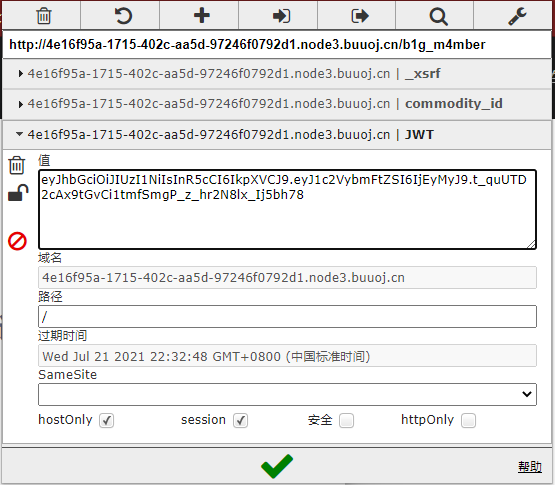 http://4e16f95a-1715-402c-aa5d-97246f0792d1.node3.buuoj.cn/b1g_m4mber
4e16f95a-1715-402c-aa5d-97246f0792d1.node3.buuoj.cn | _xsrf
4e16f95a-1715-402c-aa5d-97246f0792d1.node3.buuoj.cn | commodity_id
4e16f95a-1715-402c-aa5d-97246f0792d1.node3.buuoj.cn | JWT
值
eyJhbGciOiJIUzI1NiIsInR5cCI6IkpXVCJ9.eyJ1c2VybmFtZSI6IjEyMyJ9.t_quUTD
2cAx9tGvCi1tmfSmgP_z_hr2N8lx_Ij5bh78
域名
4e16f95a-1715-402c-aa5d-97246f0792d1.node3.buuoj.cn
路径
/
过期时间
Wed Jul 21 2021 22:32:48 GMT+0800 (中国标准时间)
SameSite
hostOnly session 安全 httpOnly
帮助